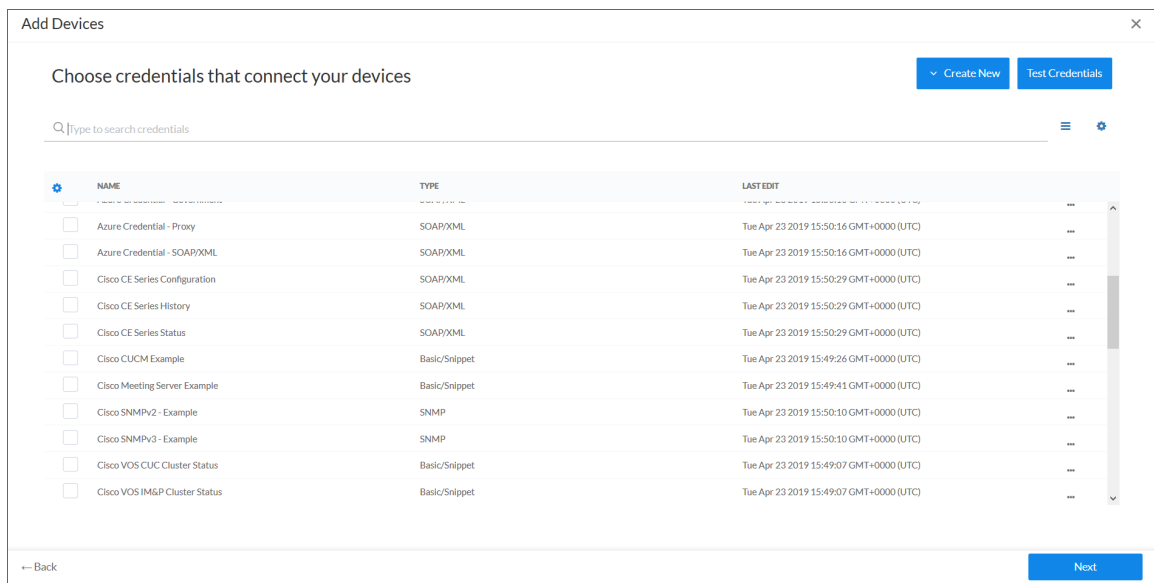 Add Devices
Choose credentials that connect your devices
Create New
Test Credentials
Type to search credentials
NAME TYPE LAST EDIT
Azure Credential - Proxy SOAP/XML Tue Apr 23 2019 15:50:16 GMT+0000 (UTC) ...
Azure Credential - SOAP/XML SOAP/XML Tue Apr 23 2019 15:50:16 GMT+0000 (UTC) ...
Cisco CE Series Configuration SOAP/XML Tue Apr 23 2019 15:50:29 GMT+0000 (UTC) ...
Cisco CE Series History SOAP/XML Tue Apr 23 2019 15:50:29 GMT+0000 (UTC) ...
Cisco CE Series Status SOAP/XML Tue Apr 23 2019 15:50:29 GMT+0000 (UTC) ...
Cisco CUCM Example Basic/Snippet Tue Apr 23 2019 15:49:26 GMT+0000 (UTC) ...
Cisco Meeting Server Example Basic/Snippet Tue Apr 23 2019 15:49:41 GMT+0000 (UTC) ...
Cisco SNMPv2 - Example SNMP Tue Apr 23 2019 15:50:10 GMT+0000 (UTC) ...
Cisco SNMPv3 - Example SNMP Tue Apr 23 2019 15:50:10 GMT+0000 (UTC) ...
Cisco VOS CUC Cluster Status Basic/Snippet Tue Apr 23 2019 15:49:07 GMT+0000 (UTC) ...
Cisco VOS IM&P Cluster Status Basic/Snippet Tue Apr 23 2019 15:49:07 GMT+0000 (UTC) ...
←Back
Next